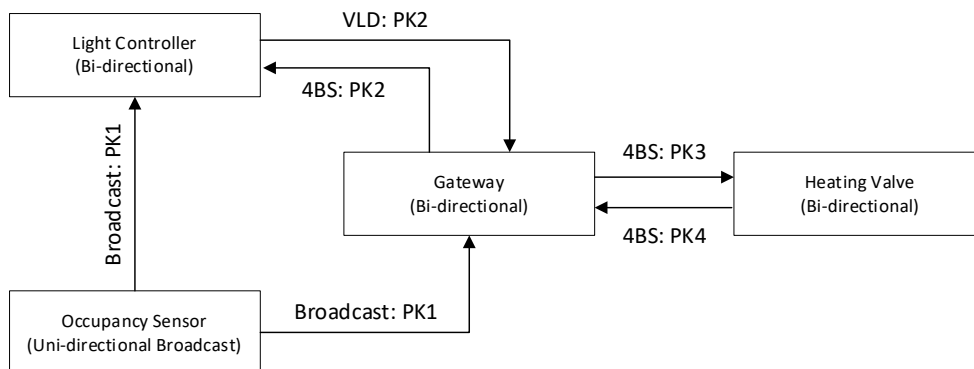 VLD: PK2
Light Controller
(Bi-directional)
4BS: PK2
Broadcast: PK1
4BS: PK3
Gateway
(Bi-directional)
Heating Valve
(Bi-directional)
4BS: PK4
Occupancy Sensor
(Uni-directional Broadcast)
Broadcast: PK1